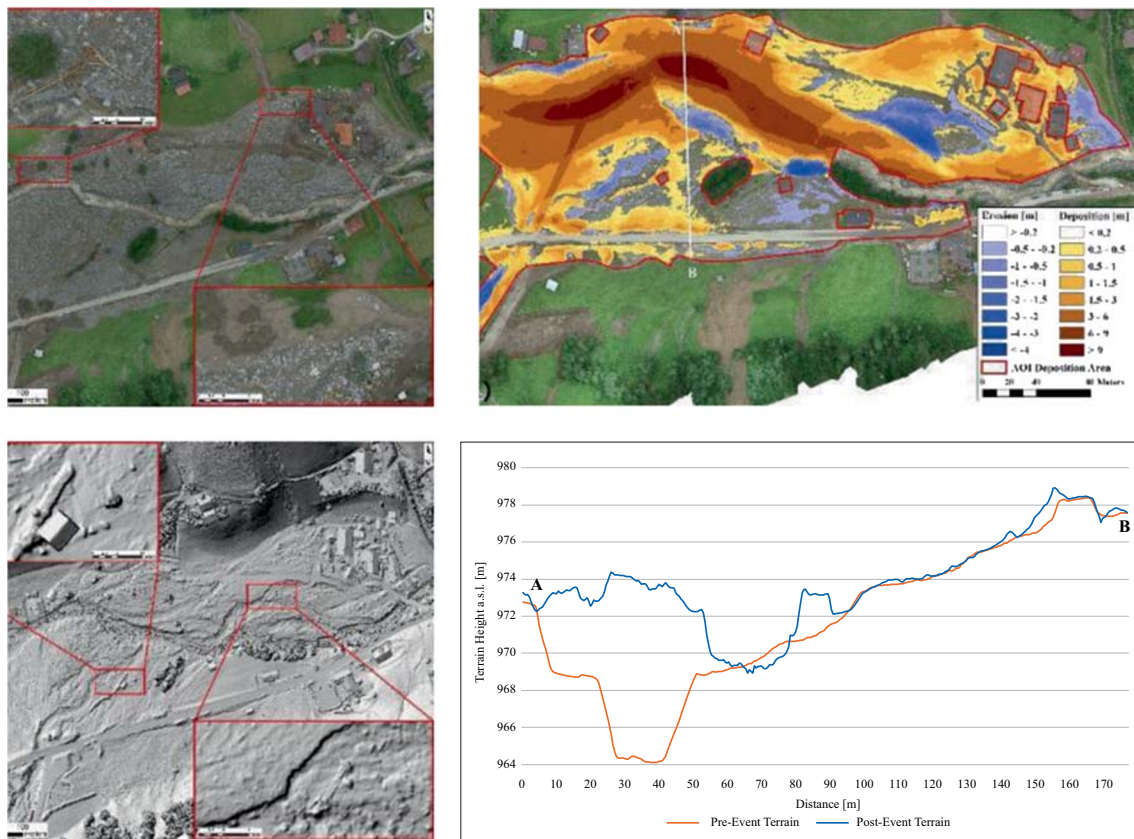 A
B
Erosion [m]
Deposition [m]
> -0.2
< 0.2
-0.5 - -0.2
0.2 - 0.5
-1 - -0.5
0.5 - 1
-1.5 - -1
1 - 1.5
-2 - -1.5
1.5 - 3
-3 - -2
3 - 6
-4 - -3
6 - 9
< -4
> 9
AOI Deposition Area
0 20 40 80 Meters
980
978
976
974
972
970
968
966
964
Terrain Height a.s.l. [m]
A
B
0 10 20 30 40 50 60 70 80 90 100 110 120 130 140 150 160 170
Distance [m]
Pre-Event Terrain Post-Event Terrain